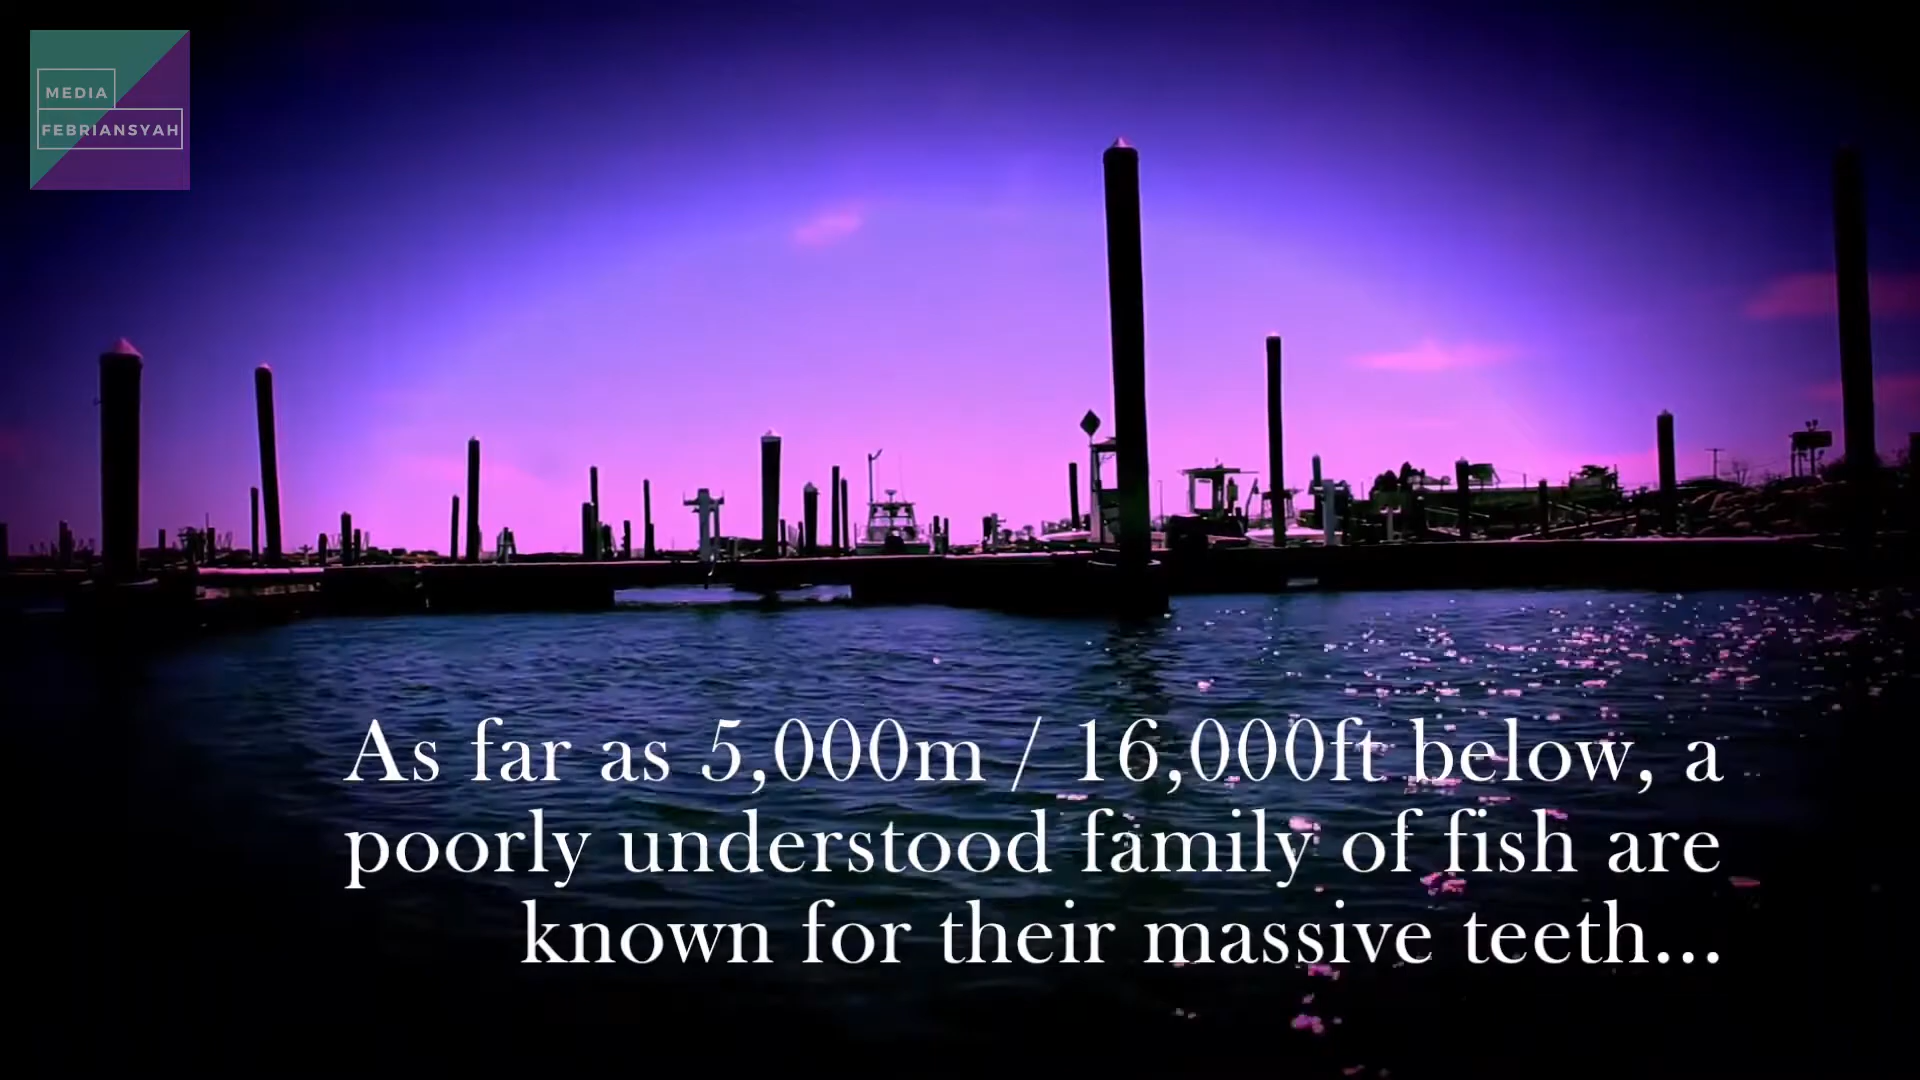 MEDIA
FEBRIANSYAH
As far as 5,000m / 16,000ft below, a
poorly understood family of fish are
known for their massive teeth...